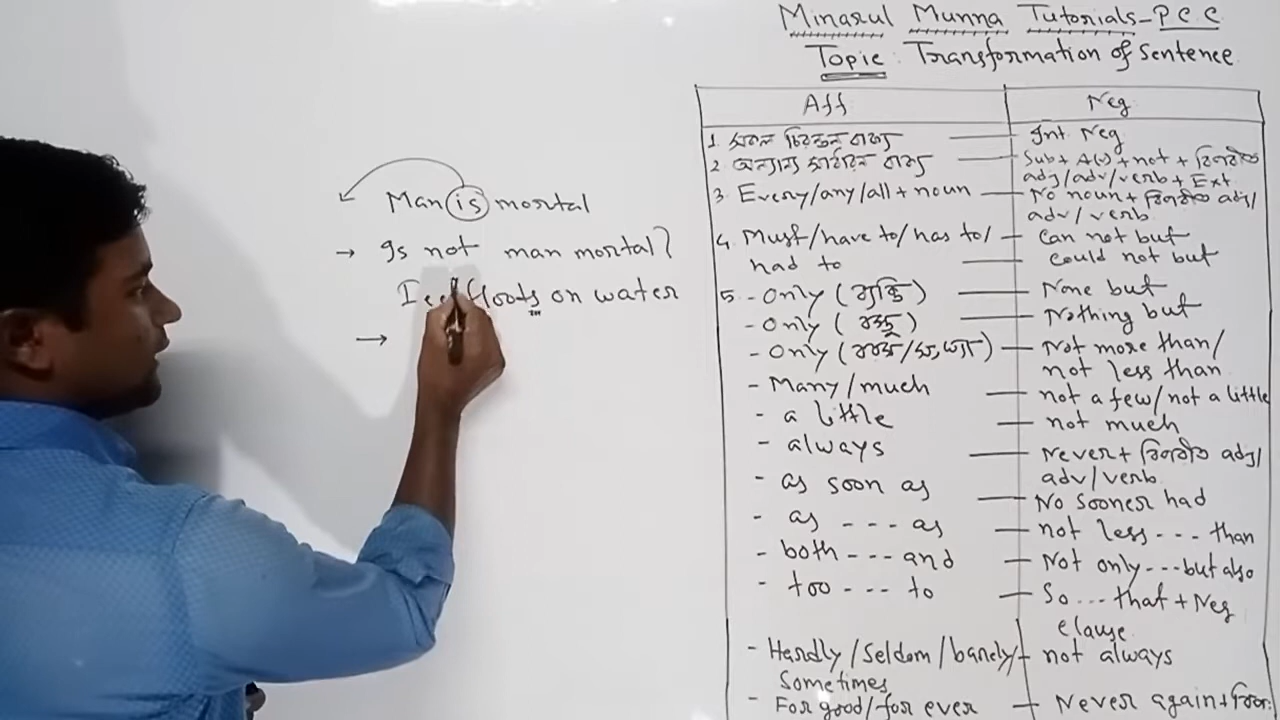 Minarul Munna Tutorials-PCC
Topic: Transformation of Sentence
Man is mortal
→ Is not man mortal?
floats on water
→
Aff Neg
1. সকল চিরন্তন বাক্য — Int. Neg
2. অন্যান্য সাধারন বাক্য — Sub + A(v) + not + বিপরীত adj/adv/verb + Ext.
3. Every/any/all + noun — No noun + বিপরীত adj/adv/verb
4. Must/have to/has to/ — Can not but
had to — Could not but
5. - Only (ব্যক্তি) — None but
- Only (বস্তু) — Nothing but
- Only (বয়স/সংখ্যা) — Not more than/
not less than
- Many/much — not a few/not a little
- a little — not much
- always — Never + বিপরীত adj/
adv/verb
- as soon as — No sooner had
- as --- as — not less --- than
- both --- and — Not only --- but also
- too --- to — So... that + Neg
clause
- Hardly/Seldom/barely/ — not always
Sometimes
- For good/for ever — Never again +